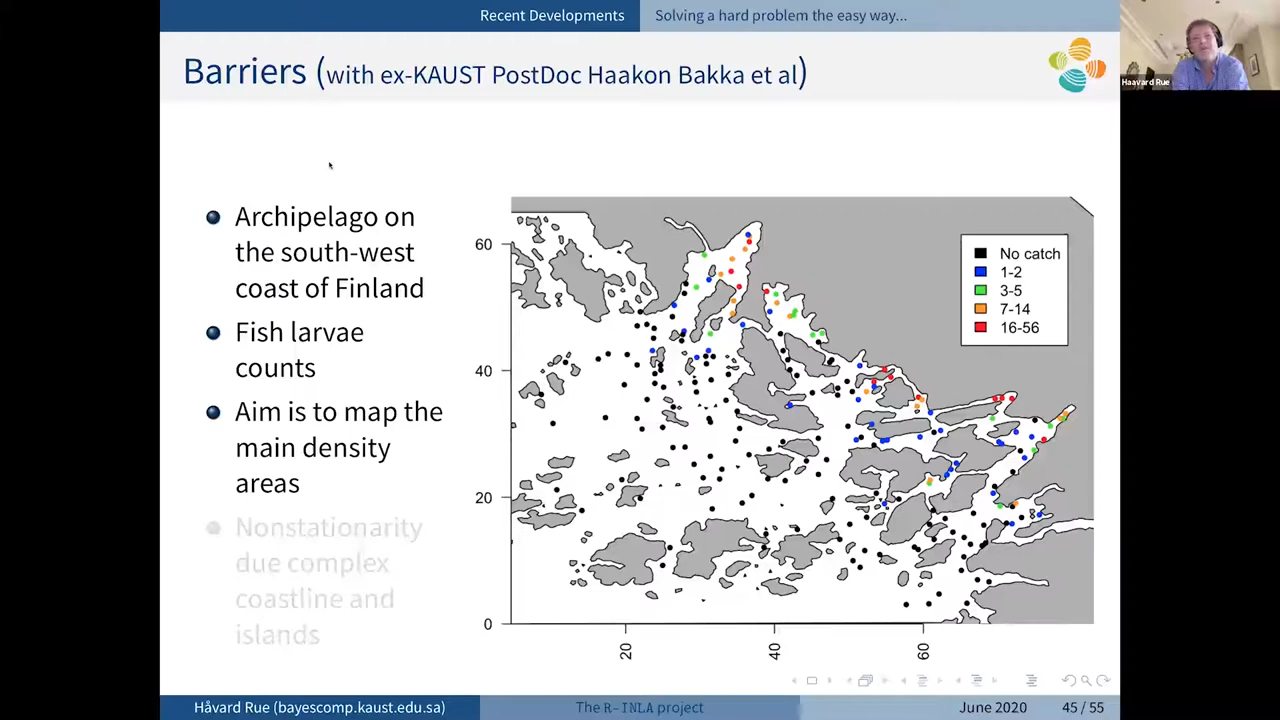 Recent Developments
Solving a hard problem the easy way...
Barriers (with ex-KAUST PostDoc Haakon Bakka et al)
Haavard Rue
Archipelago on
the south-west
coast of Finland
Fish larvae
counts
Aim is to map the
main density
areas
Nonstationarity
due complex
coastline and
islands
60
40
20
0
20
40
60
No catch
1-2
3-5
7-14
16-56
Håvard Rue (bayescomp.kaust.edu.sa)
The R-INLA project
June 2020
45 / 55